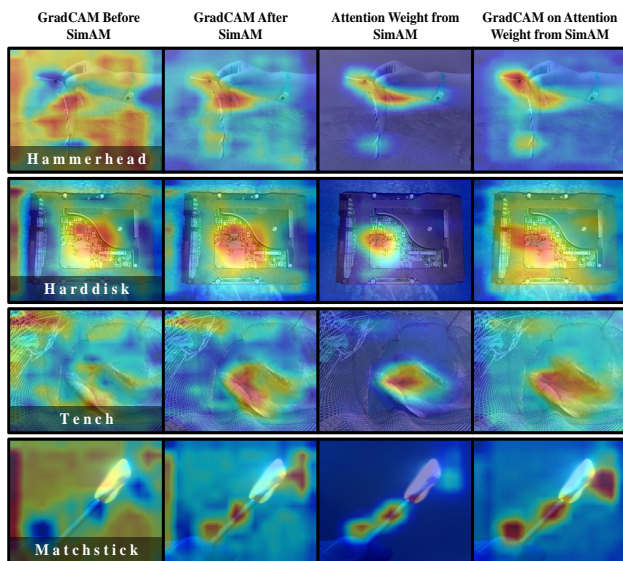 GradCAM Before SimAM
GradCAM After SimAM
Attention Weight from SimAM
GradCAM on Attention Weight from SimAM
Hammerhead
Harddisk
Tench
Matchstick